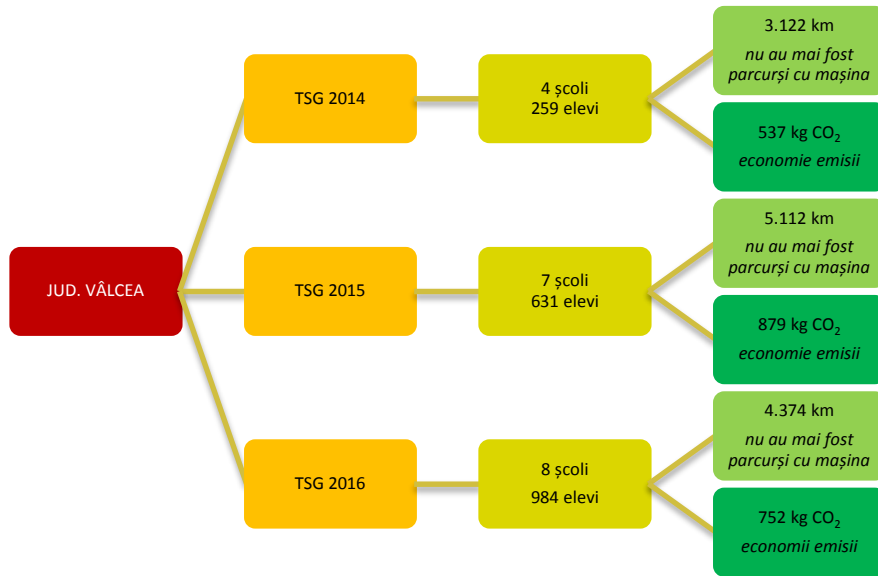 JUD. VÂLCEA
TSG 2014
4 școli
259 elevi
3.122 km
nu au mai fost
parcurși cu mașina
537 kg CO₂
economie emisii
TSG 2015
7 școli
631 elevi
5.112 km
nu au mai fost
parcurși cu mașina
879 kg CO₂
economie emisii
TSG 2016
8 școli
984 elevi
4.374 km
nu au mai fost
parcurși cu mașina
752 kg CO₂
economii emisii